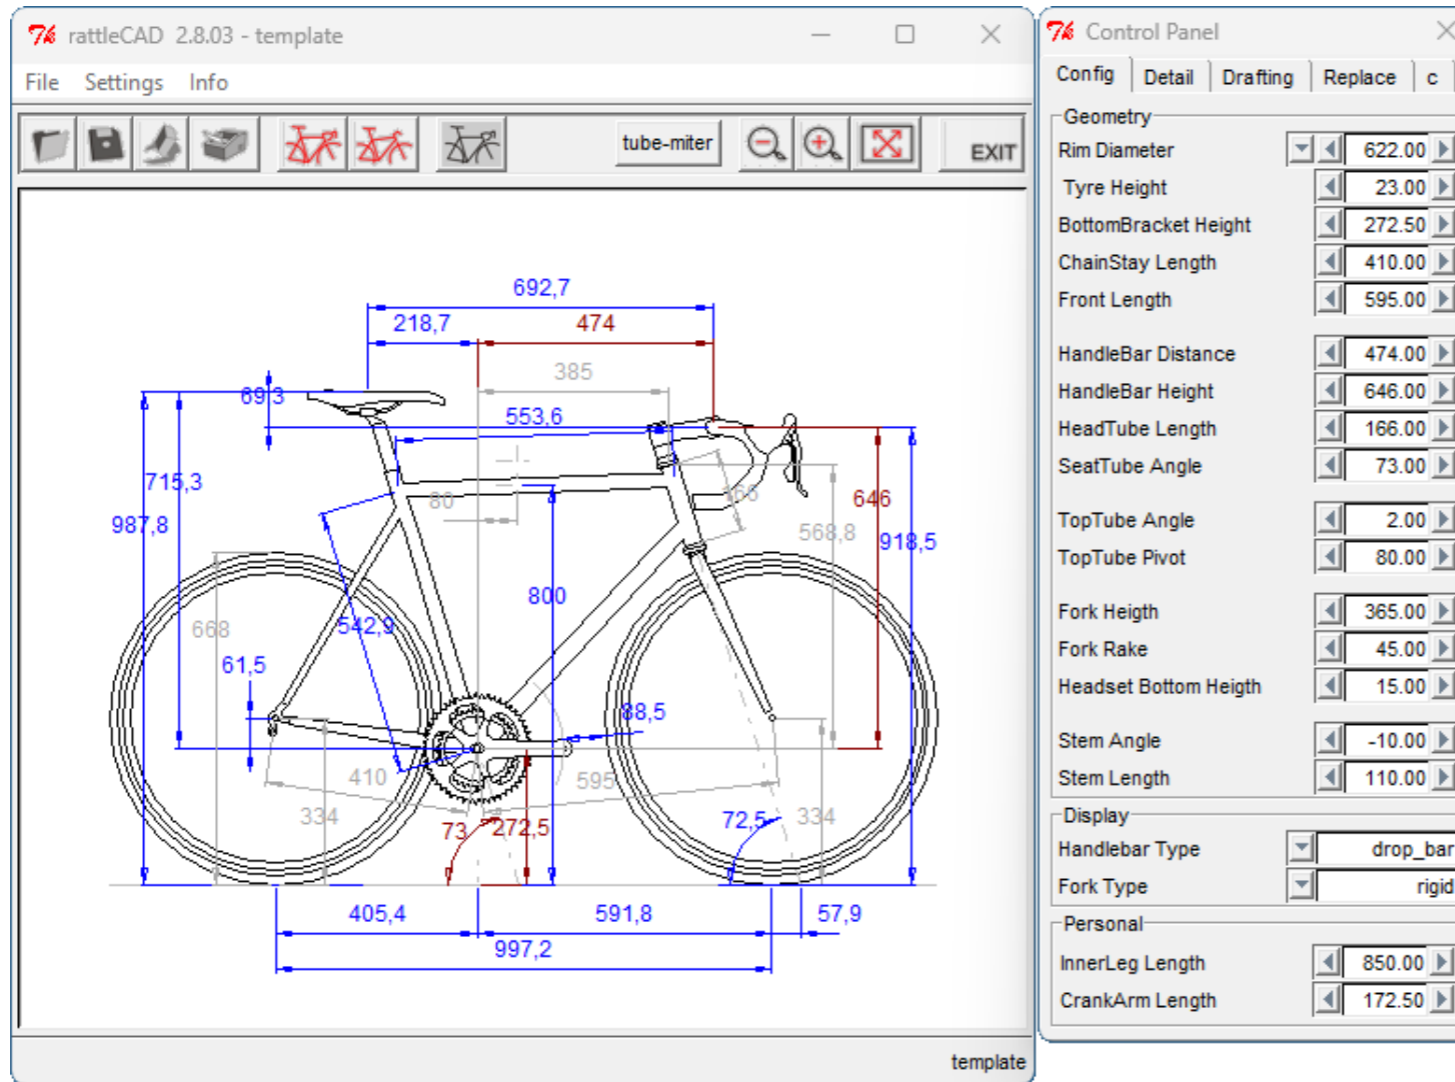 rattleCAD 2.8.03 - template
File Settings Info
tube-miter
EXIT
692,7
218,7
474
385
69,3
553,6
715,3
80
166
646
987,8
568,8
918,5
800
668
542,9
61,5
88,5
410
595
334
73
272,5
72,5
334
405,4
591,8
57,9
997,2
template
Control Panel
Config Detail Drafting Replace c
Geometry
Rim Diameter 622.00
Tyre Height 23.00
BottomBracket Height 272.50
ChainStay Length 410.00
Front Length 595.00
HandleBar Distance 474.00
HandleBar Height 646.00
HeadTube Length 166.00
SeatTube Angle 73.00
TopTube Angle 2.00
TopTube Pivot 80.00
Fork Heigth 365.00
Fork Rake 45.00
Headset Bottom Heigth 15.00
Stem Angle -10.00
Stem Length 110.00
Display
Handlebar Type drop_bar
Fork Type rigid
Personal
InnerLeg Length 850.00
CrankArm Length 172.50